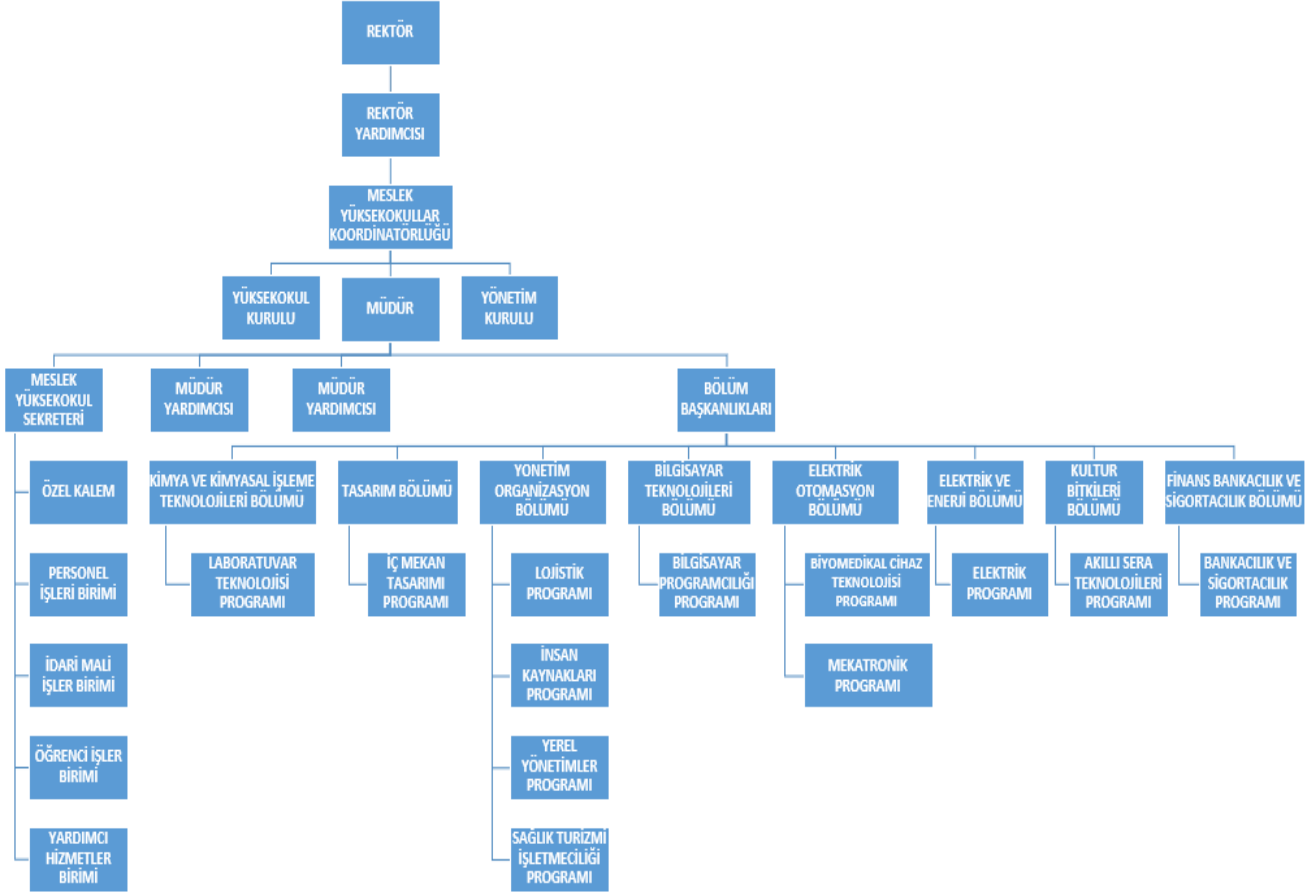 REKTÖR
REKTÖR
YARDIMCISI
MESLEK
YÜKSEKOKULLAR
KOORDİNATÖRLÜĞÜ
YÜKSEKOKUL
KURULU
MÜDÜR
YÖNETİM
KURULU
MESLEK
YÜKSEKOKUL
SEKRETERİ
MÜDÜR
YARDIMCISI
MÜDÜR
YARDIMCISI
BÖLÜM
BAŞKANLIKLARI
ÖZEL KALEM
PERSONEL
İŞLERİ BİRİMİ
İDARİ MALİ
İŞLER BİRİMİ
ÖĞRENCİ İŞLER
BİRİMİ
YARDIMCI
HİZMETLER
BİRİMİ
KİMYA VE KİMYASAL İŞLEME
TEKNOLOJİLERİ BÖLÜMÜ
LABORATUVAR
TEKNOLOJİSİ
PROGRAMI
TASARIM BÖLÜMÜ
İÇ MEKAN
TASARIMI
PROGRAMI
YONETİM
ORGANİZASYON
BÖLÜMÜ
LOJİSTİK
PROGRAMI
İNSAN
KAYNAKLARI
PROGRAMI
YEREL
YÖNETİMLER
PROGRAMI
SAĞLIK TURİZMİ
İŞLETMECİLİĞİ
PROGRAMI
BİLGİSAYAR
TEKNOLOJİLERİ
BÖLÜMÜ
BİLGİSAYAR
PROGRAMCILIĞI
PROGRAMI
ELEKTRİK
OTOMASYON
BÖLÜMÜ
BİYOMEDİKAL CİHAZ
TEKNOLOJİSİ
PROGRAMI
MEKATRONİK
PROGRAMI
ELEKTRİK VE
ENERJİ BÖLÜMÜ
ELEKTRİK
PROGRAMI
KULTUR
BİTKİLERİ
BÖLÜMÜ
AKILLI SERA
TEKNOLOJİLERİ
PROGRAMI
FİNANS BANKACILIK VE
SİGORTACILIK BÖLÜMÜ
BANKACILIK VE
SİGORTACILIK
PROGRAMI